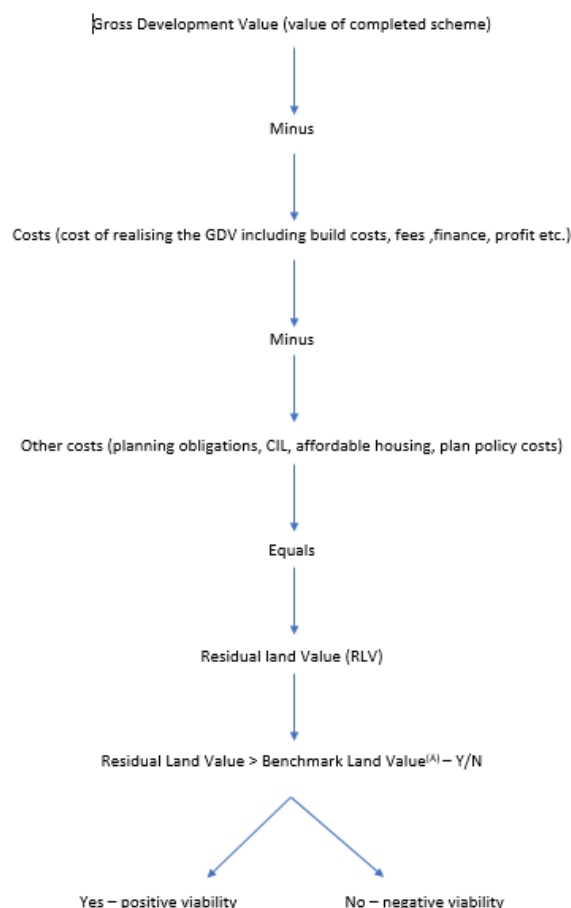 Gross Development Value (value of completed scheme)
Minus
Costs (cost of realising the GDV including build costs, fees ,finance, profit etc.)
Minus
Other costs (planning obligations, CIL, affordable housing, plan policy costs)
Equals
Residual land Value (RLV)
Residual Land Value > Benchmark Land Value(A) – Y/N
Yes – positive viability No – negative viability